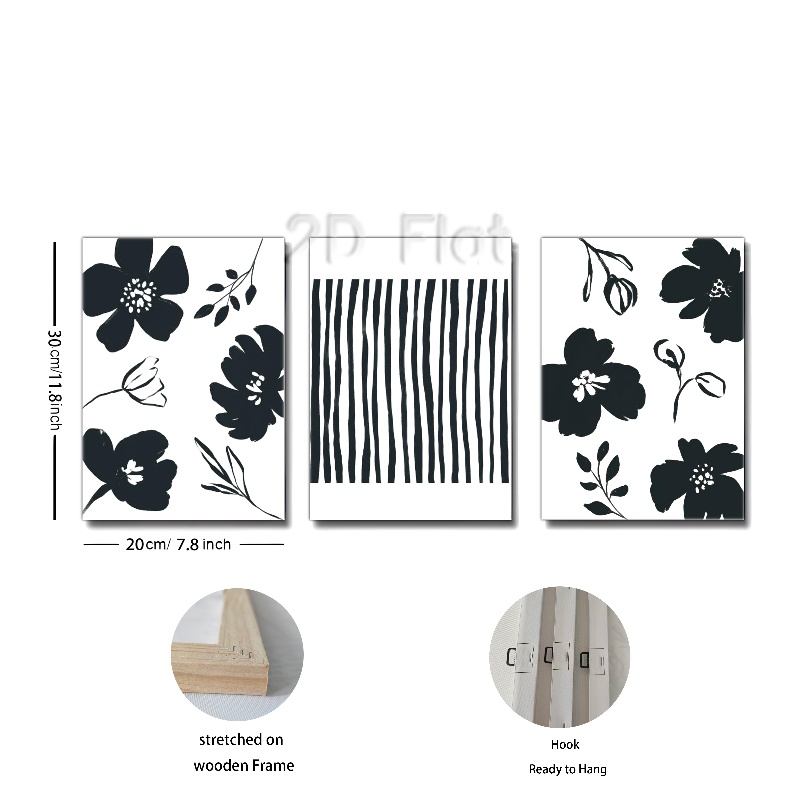 2D Flat
30cm/11.8inch
20cm/ 7.8 inch
stretched on
wooden Frame
Hook
Ready to Hang